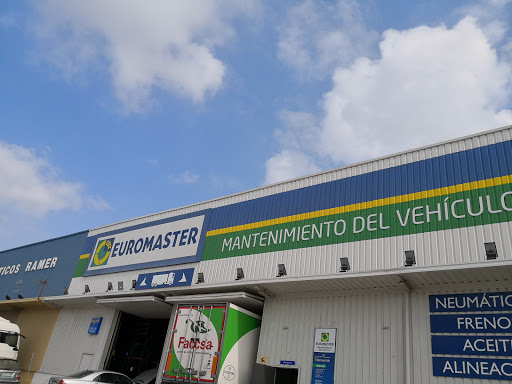 TICOS RAMER
EUROMASTER
MANTENIMIENTO DEL VEHÍCULO
Faccsa
NEUMÁTIC
FRENO
ACEIT
ALINEAC